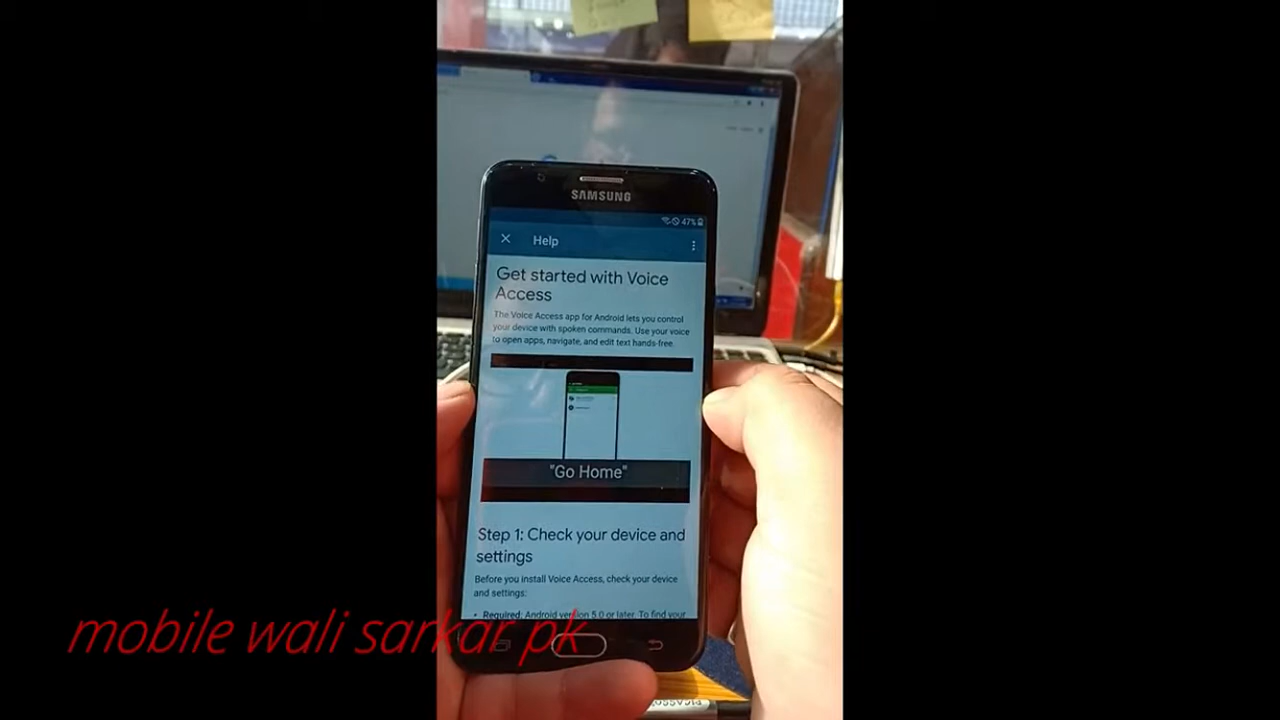 SAMSUNG
47%
Help
Get started with Voice
Access
The Voice Access app for Android lets you control
your device with spoken commands. Use your voice
to open apps, navigate, and edit text hands-free.
"Go Home"
Step 1: Check your device and
settings
Before you install Voice Access, check your device
and settings:
• Required: Android version 5.0 or later. To find your
mobile wali sarkar pk